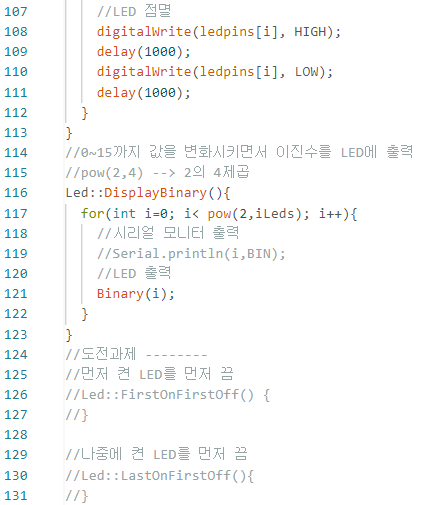 107 //LED 점멸
108 digitalWrite(ledpins[i], HIGH);
109 delay(1000);
110 digitalWrite(ledpins[i], LOW);
111 delay(1000);
112 }
113 }
114 //0~15까지 값을 변화시키면서 이진수를 LED에 출력
115 //pow(2,4) --> 2의 4제곱
116 Led::DisplayBinary(){
117 for(int i=0; i< pow(2,iLeds); i++){
118 //시리얼 모니터 출력
119 //Serial.println(i,BIN);
120 //LED 출력
121 Binary(i);
122 }
123 }
124 //도전과제 --------
125 //먼저 켠 LED를 먼저 끔
126 //Led::FirstOnFirstOff() {
127 //}
128
129 //나중에 켠 LED를 먼저 끔
130 //Led::LastOnFirstOff(){
131 //}